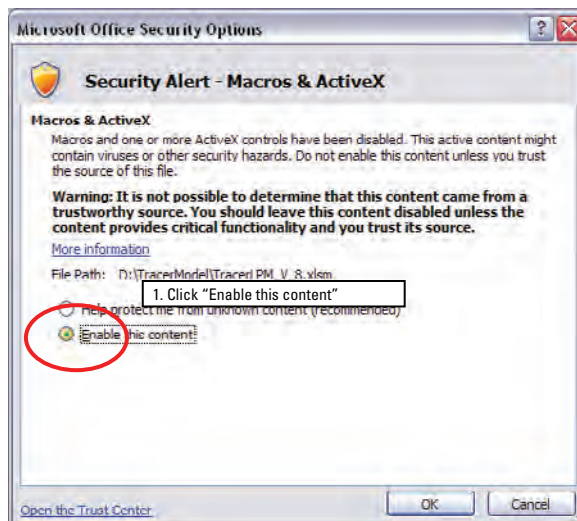 Microsoft Office Security Options
Security Alert - Macros & ActiveX
Macros & ActiveX
Macros and one or more ActiveX controls have been disabled. This active content might
contain viruses or other security hazards. Do not enable this content unless you trust
the source of this file.
Warning: It is not possible to determine that this content came from a
trustworthy source. You should leave this content disabled unless the
content provides critical functionality and you trust its source.
More information
File Path: D:\TracerModel\TracerLPM_V_8.xlsm
1. Click "Enable this content"
Help protect me from unknown content (recommended)
Enable this content
Open the Trust Center
OK
Cancel